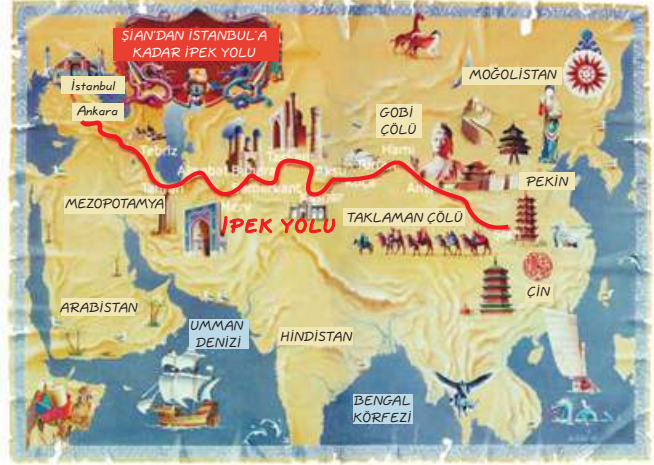 ŞİAN'DAN İSTANBUL'A
KADAR İPEK YOLU
MOĞOLİSTAN
İstanbul
Ankara
GOBİ
ÇÖLÜ
Tebriz
Hami
PEKİN
MEZOPOTAMYA
İPEK YOLU
TAKLAMAN ÇÖLÜ
ÇİN
ARABİSTAN
UMMAN
DENİZİ
HİNDİSTAN
BENGAL
KÖRFEZİ